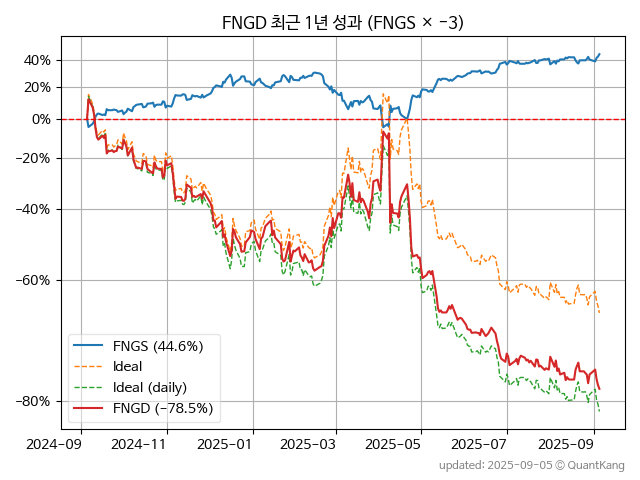 FNGD 최근 1년 성과 (FNGS × −3)
40%
20%
0%
−20%
−40%
−60%
−80%
FNGS (44.6%)
Ideal
Ideal (daily)
FNGD (−78.5%)
2024-09
2024-11
2025-01
2025-03
2025-05
2025-07
2025-09
updated: 2025-09-05 ⓒ QuantKang